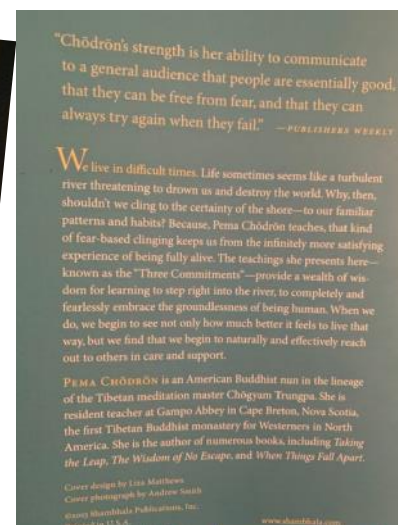 “Chödrön's strength is her ability to communicate
to a general audience that people are essentially good,
that they can be free from fear, and that they can
always try again when they fail.” —PUBLISHERS WEEKLY
We live in difficult times. Life sometimes seems like a turbulent
river threatening to drown us and destroy the world. Why, then,
shouldn't we cling to the certainty of the shore—to our familiar
patterns and habits? Because, Pema Chödrön teaches, that kind
of fear-based clinging keeps us from the infinitely more satisfying
experience of being fully alive. The teachings she presents here—
known as the “Three Commitments”—provide a wealth of wis-
dom for learning to step right into the river, to completely and
fearlessly embrace the groundlessness of being human. When we
do, we begin to see not only how much better it feels to live that
way, but we find that we begin to naturally and effectively reach
out to others in care and support.
PEMA CHÖDRÖN is an American Buddhist nun in the lineage
of the Tibetan meditation master Chögyam Trungpa. She is
resident teacher at Gampo Abbey in Cape Breton, Nova Scotia,
the first Tibetan Buddhist monastery for Westerners in North
America. She is the author of numerous books, including Taking
the Leap, The Wisdom of No Escape, and When Things Fall Apart.
Cover design by Liza Matthews
Cover photograph by Andrew Smith
©2013 Shambhala Publications, Inc.
in U.S.A.
www.shambhala.com